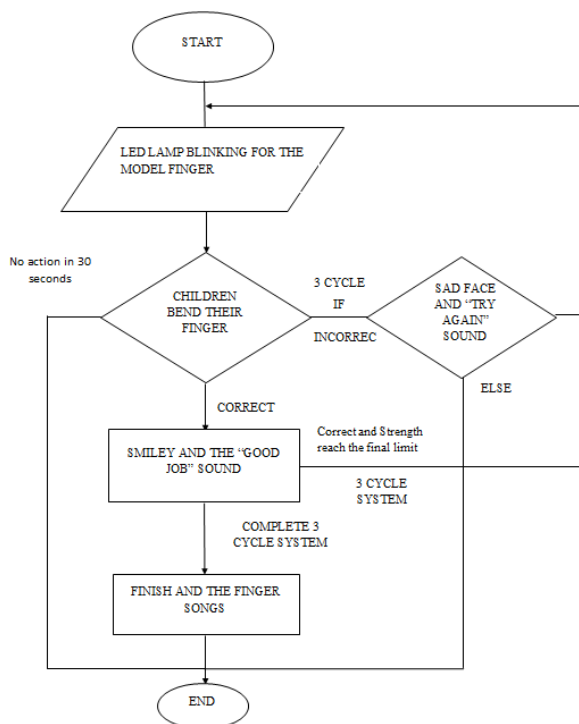 START
LED LAMP BLINKING FOR THE
MODEL FINGER
No action in 30
seconds
CHILDREN
BEND THEIR
FINGER
3 CYCLE
IF
INCORREC
SAD FACE
AND “TRY
AGAIN”
SOUND
ELSE
CORRECT
SMILEY AND THE “GOOD
JOB” SOUND
Correct and Strength
reach the final limit
3 CYCLE
SYSTEM
COMPLETE 3
CYCLE SYSTEM
FINISH AND THE FINGER
SONGS
END